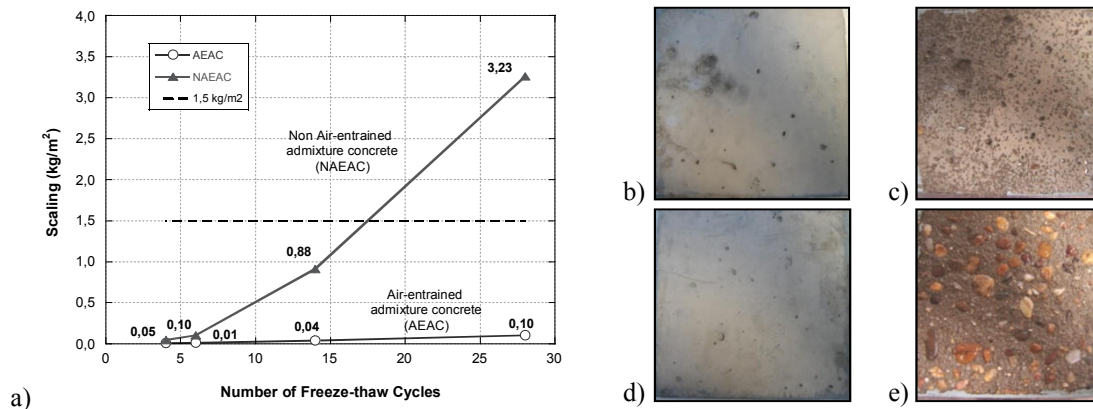 4,0
3,5
3,0
2,5
2,0
1,5
1,0
0,5
0,0
Scaling (kg/m²)
AEAC
NAEAC
1,5 kg/m2
3,23
Non Air-entrained
admixture concrete
(NAEAC)
0,88
Air-entrained
admixture concrete
(AEAC)
0,05
0,10
0,01
0,04
0,10
0
5
10
15
20
25
30
Number of Freeze-thaw Cycles
a)
b)
c)
d)
e)